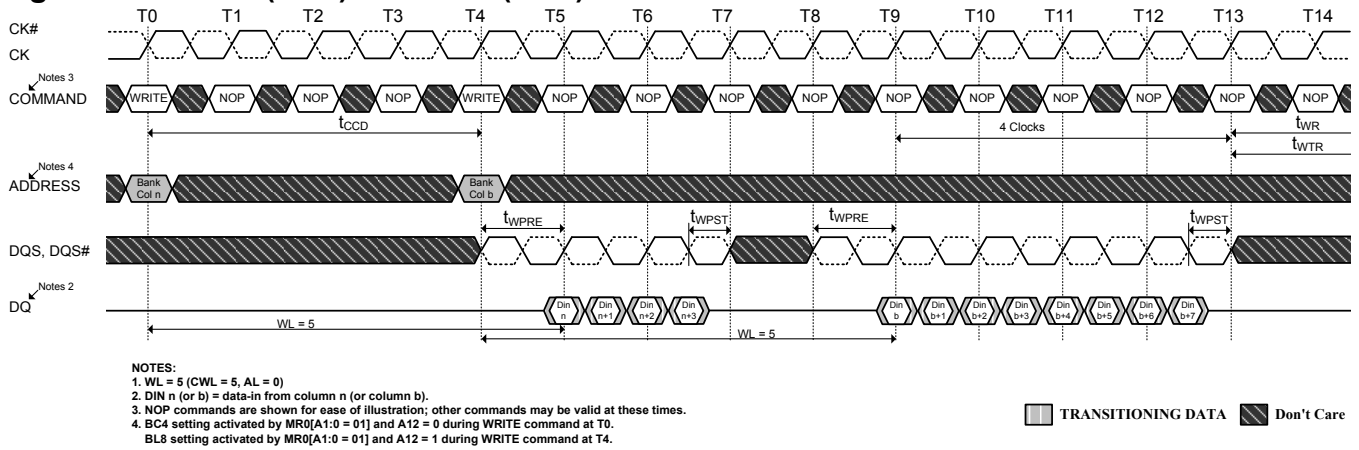 T0 T1 T2 T3 T4 T5 T6 T7 T8 T9 T10 T11 T12 T13 T14
CK#
CK
Notes 3
COMMAND
WRITE NOP NOP NOP WRITE NOP NOP NOP NOP NOP NOP NOP NOP NOP NOP
tCCD
4 Clocks
tWR
tWTR
Notes 4
ADDRESS
Bank Bank
Col n Col b
tWPRE tWPST tWPRE tWPST
DQS, DQS#
Notes 2
DQ
Din Din Din Din Din Din Din Din Din Din Din Din
n n+1 n+2 n+3 b b+1 b+2 b+3 b+4 b+5 b+6 b+7
WL = 5
WL = 5
NOTES:
1. WL = 5 (CWL = 5, AL = 0)
2. DIN n (or b) = data-in from column n (or column b).
3. NOP commands are shown for ease of illustration; other commands may be valid at these times.
4. BC4 setting activated by MR0[A1:0 = 01] and A12 = 0 during WRITE command at T0.
BL8 setting activated by MR0[A1:0 = 01] and A12 = 1 during WRITE command at T4.
TRANSITIONING DATA Don't Care